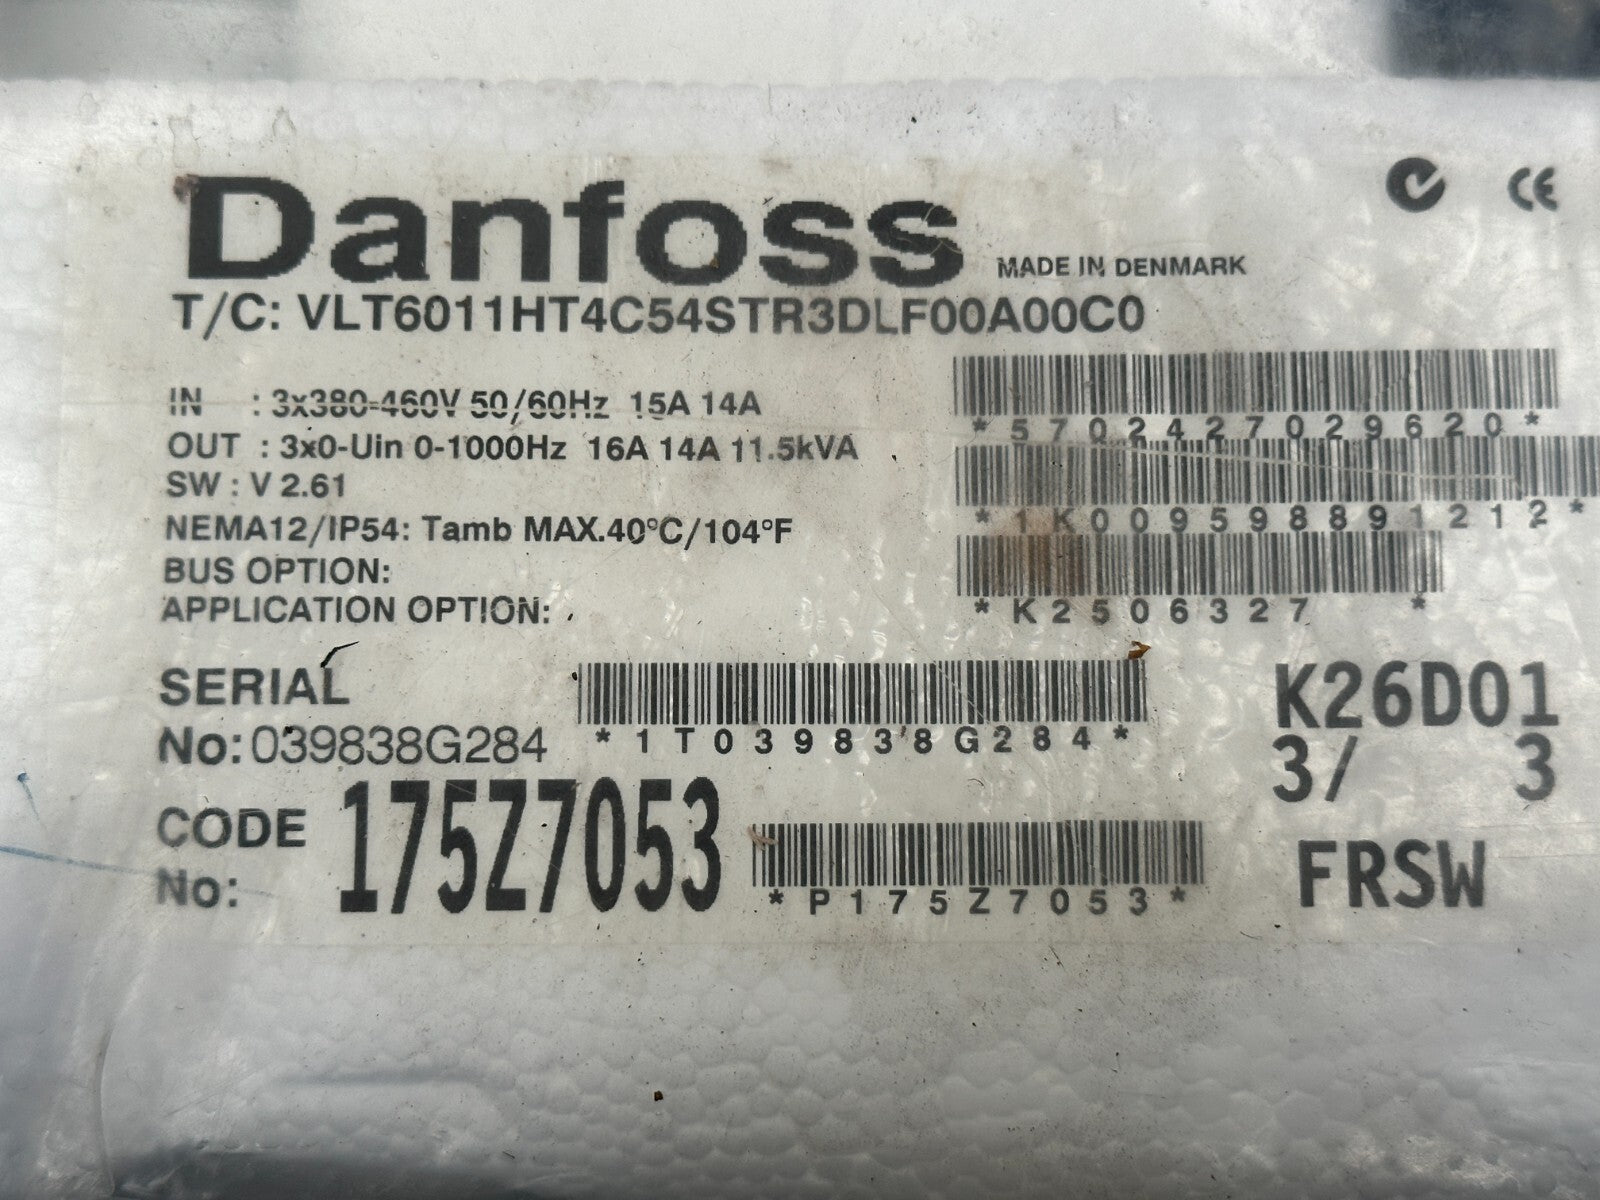 Danfoss MADE IN DENMARK
T/C: VLT6011HT4C54STR3DLF00A00C0
IN : 3x380-460V 50/60Hz 15A 14A
OUT : 3x0-Uin 0-1000Hz 16A 14A 11.5kVA
SW : V 2.61
NEMA12/IP54: Tamb MAX.40°C/104°F
BUS OPTION:
APPLICATION OPTION:
*5702427029620*
*1K009598891212*
*K2506327 *
SERIAL
No: 039838G284
*1T039838G284*
CODE
No: 175Z7053
*P175Z7053*
K26D01
3/ 3
FRSW
CE